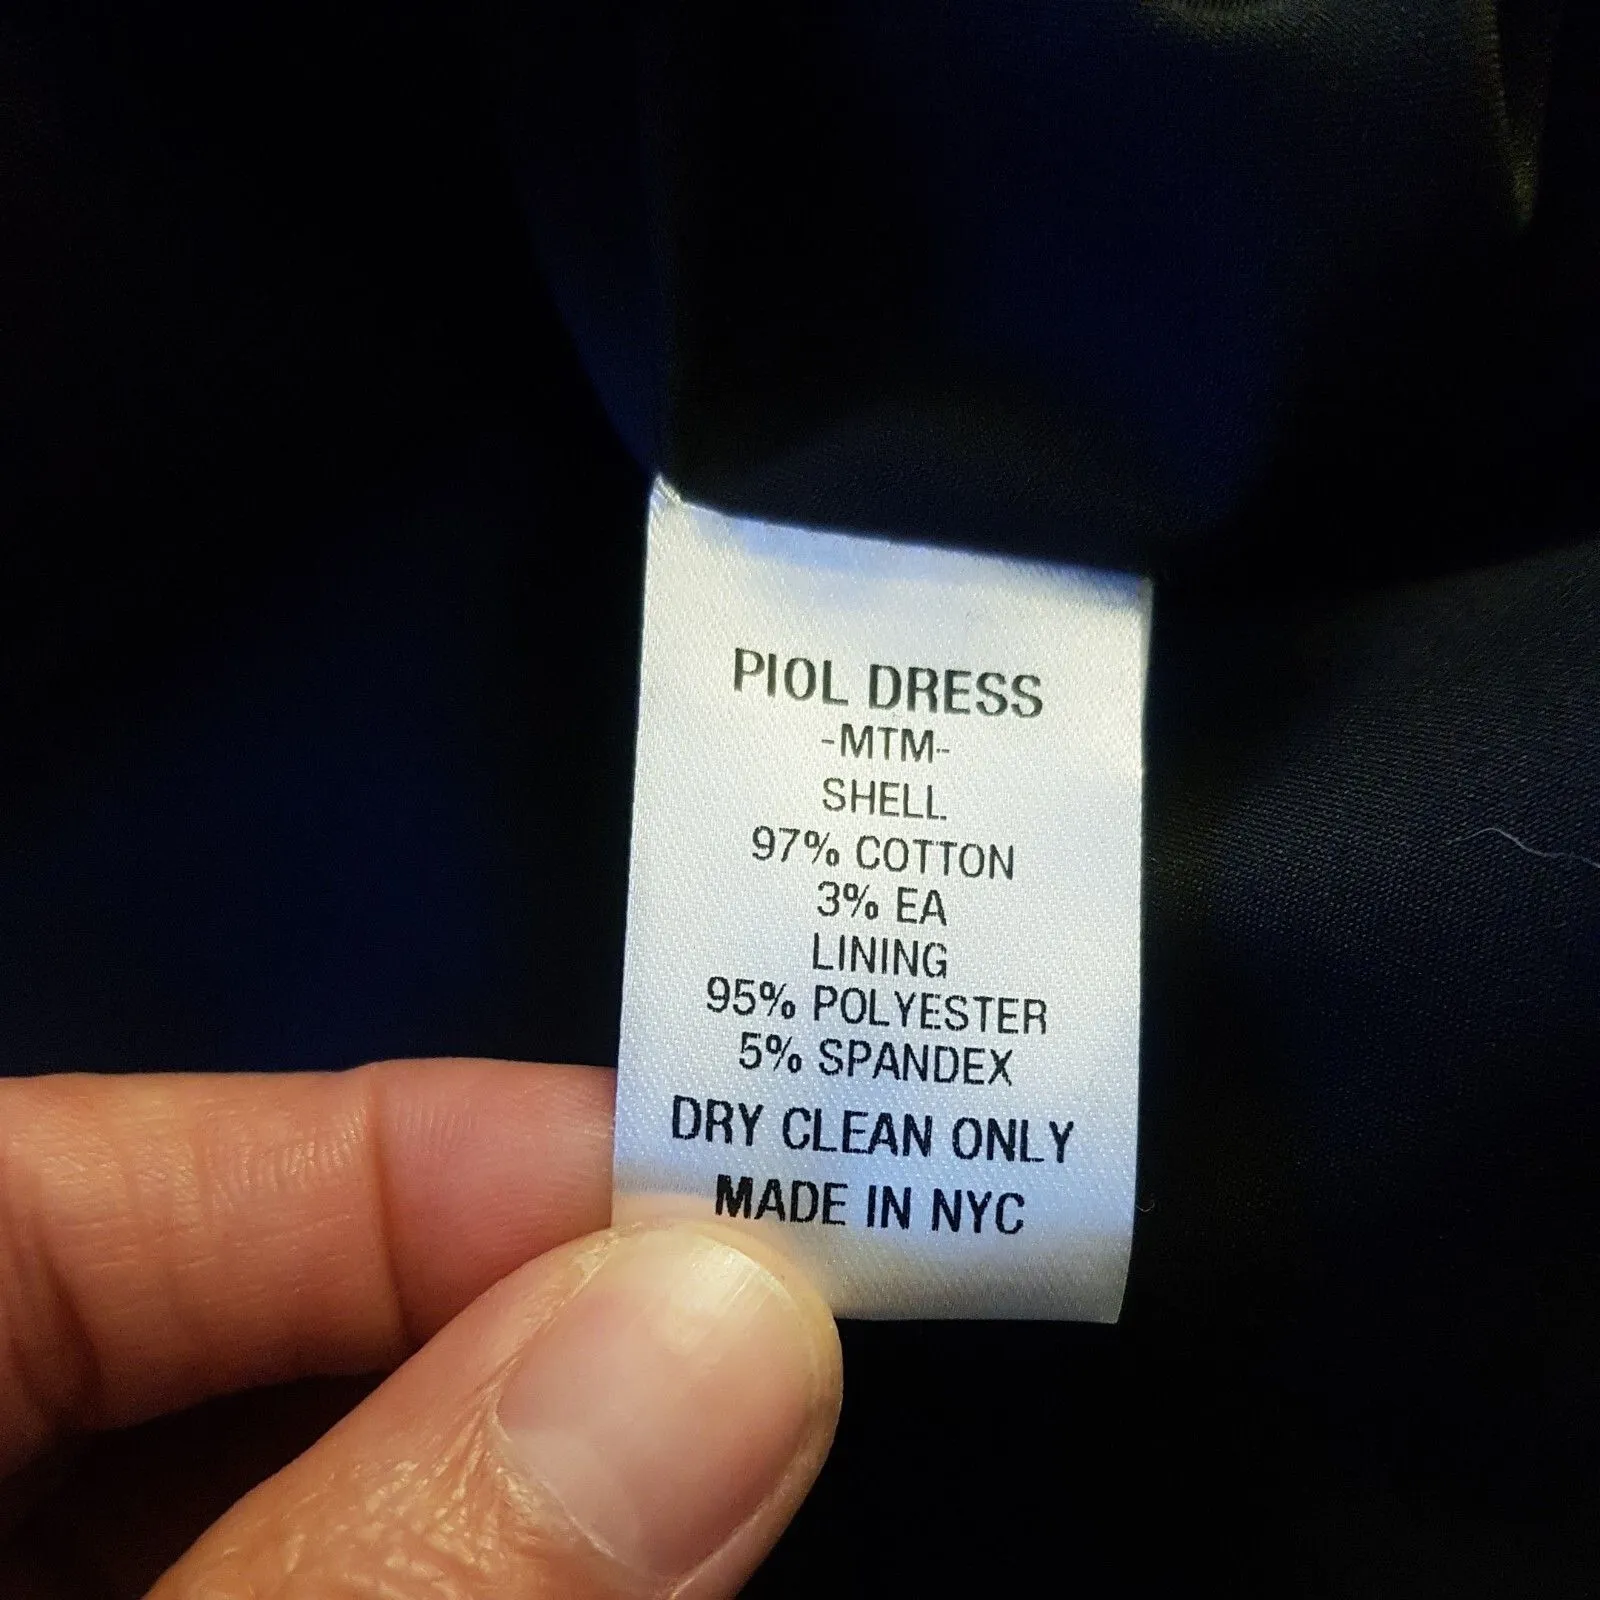 PIOL DRESS
-MTM-
SHELL
97% COTTON
3% EA
LINING
95% POLYESTER
5% SPANDEX
DRY CLEAN ONLY
MADE IN NYC